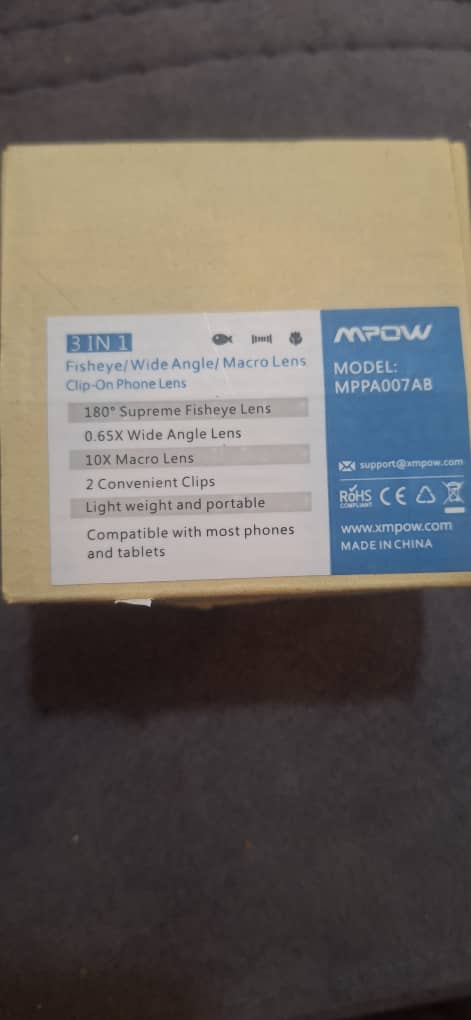 3 IN 1
Fisheye/ Wide Angle/ Macro Lens
Clip-On Phone Lens
180° Supreme Fisheye Lens
0.65X Wide Angle Lens
10X Macro Lens
2 Convenient Clips
Light weight and portable
Compatible with most phones
and tablets
MPOW
MODEL:
MPPA007AB
support@xmpow.com
RoHS
COMPLIANT
CE
www.xmpow.com
MADE IN CHINA